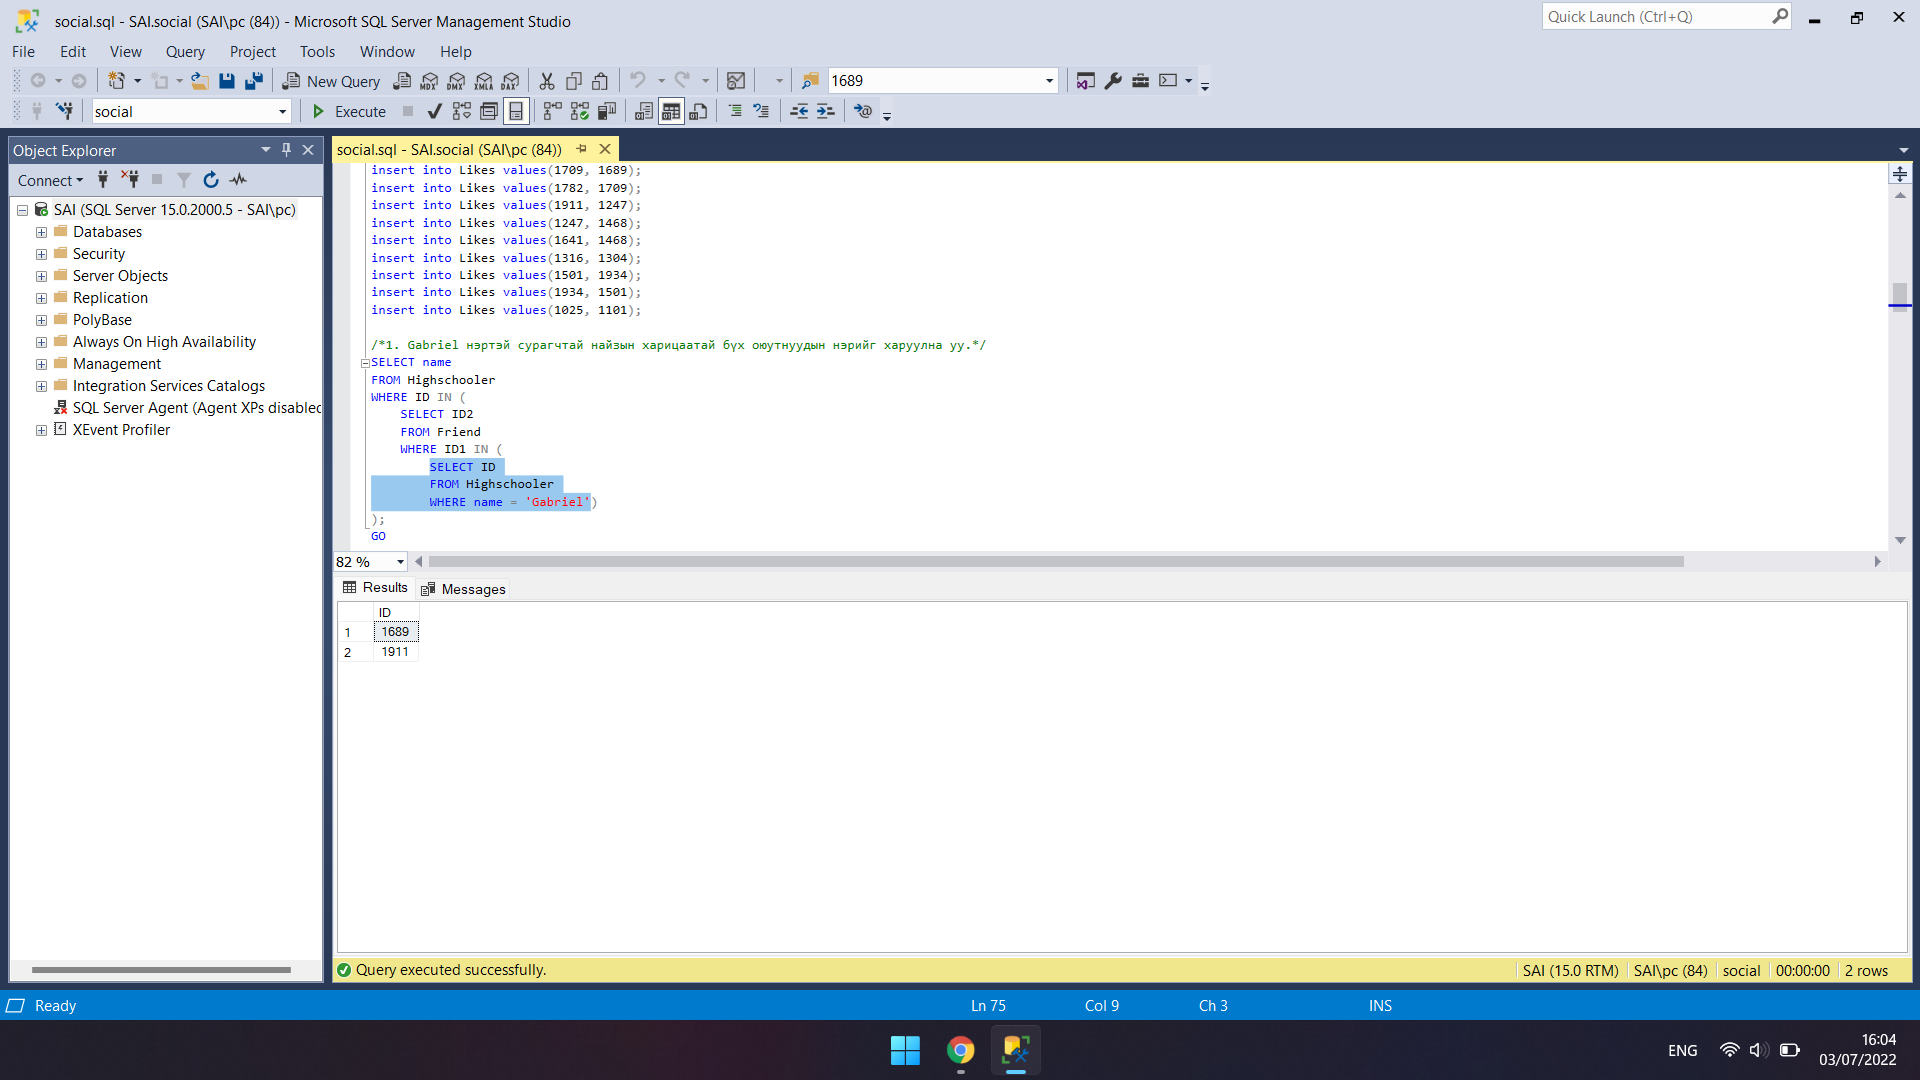 social.sql - SAI.social (SAI\pc (84)) - Microsoft SQL Server Management Studio
Quick Launch (Ctrl+Q)
File Edit View Query Project Tools Window Help
New Query MDX DMX XMLA DAX 1689
social Execute
Object Explorer
Connect
SAI (SQL Server 15.0.2000.5 - SAI\pc)
Databases
Security
Server Objects
Replication
PolyBase
Always On High Availability
Management
Integration Services Catalogs
SQL Server Agent (Agent XPs disabled
XEvent Profiler
social.sql - SAI.social (SAI\pc (84))
insert into Likes values(1709, 1689);
insert into Likes values(1782, 1709);
insert into Likes values(1911, 1247);
insert into Likes values(1247, 1468);
insert into Likes values(1641, 1468);
insert into Likes values(1316, 1304);
insert into Likes values(1501, 1934);
insert into Likes values(1934, 1501);
insert into Likes values(1025, 1101);
/*1. Gabriel нэртэй сурагчтай найзын харицаатай бүх оюутнуудын нэрийг харуулна уу.*/
SELECT name
FROM Highschooler
WHERE ID IN (
SELECT ID2
FROM Friend
WHERE ID1 IN (
SELECT ID
FROM Highschooler
WHERE name = 'Gabriel')
);
GO
82 %
Results Messages
ID
1 1689
2 1911
Query executed successfully.
SAI (15.0 RTM) SAI\pc (84) social 00:00:00 2 rows
Ready Ln 75 Col 9 Ch 3 INS
ENG
16:04
03/07/2022